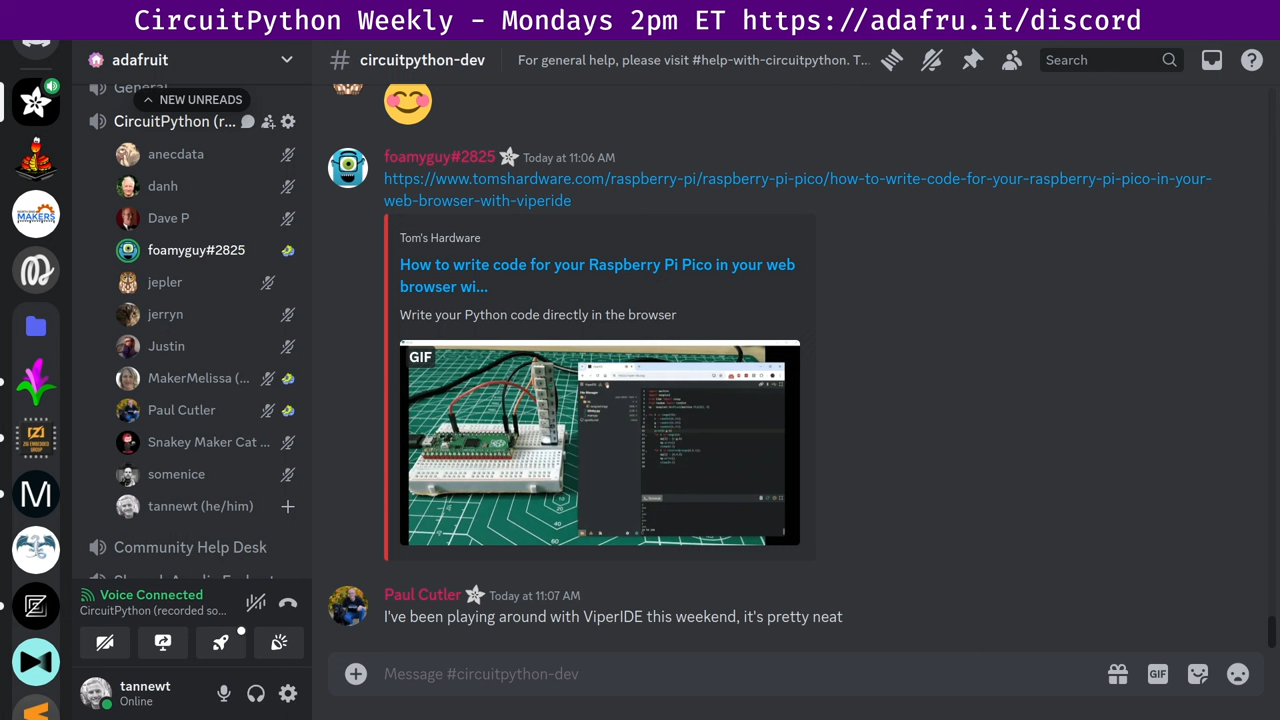 CircuitPython Weekly - Mondays 2pm ET https://adafru.it/discord
adafruit
# circuitpython-dev
For general help, please visit #help-with-circuitpython. T...
Search
General
NEW UNREADS
CircuitPython (r...
anecdata
danh
Dave P
foamyguy#2825
jepler
jerryn
Justin
MakerMelissa (...
Paul Cutler
Snakey Maker Cat ...
somenice
tannewt (he/him)
Community Help Desk
Voice Connected
CircuitPython (recorded so...
tannewt
Online
foamyguy#2825 Today at 11:06 AM
https://www.tomshardware.com/raspberry-pi/raspberry-pi-pico/how-to-write-code-for-your-raspberry-pi-pico-in-your-
web-browser-with-viperide
Tom's Hardware
How to write code for your Raspberry Pi Pico in your web
browser wi...
Write your Python code directly in the browser
GIF
Paul Cutler Today at 11:07 AM
I've been playing around with ViperIDE this weekend, it's pretty neat
Message #circuitpython-dev
GIF